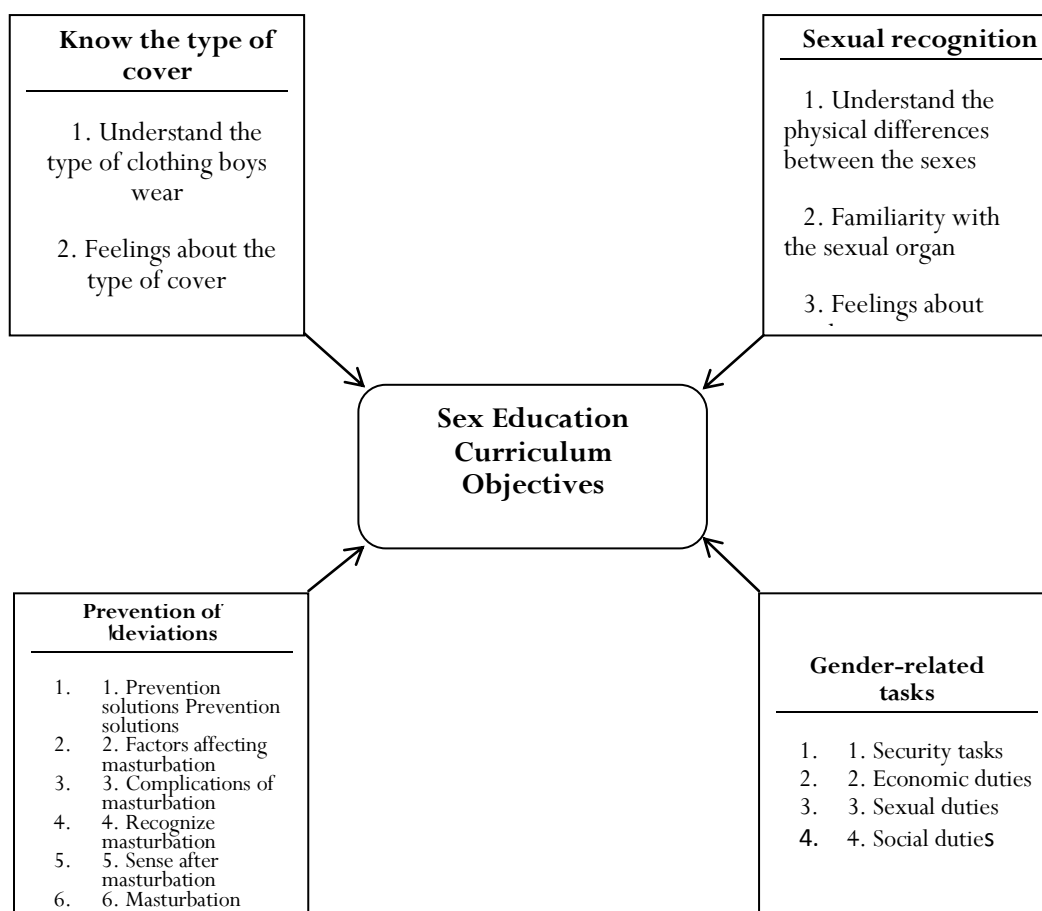 Know the type of
cover
1. Understand the
type of clothing boys
wear
2. Feelings about the
type of cover
Sexual recognition
1. Understand the
physical differences
between the sexes
2. Familiarity with
the sexual organ
3. Feelings about
Sex Education
Curriculum
Objectives
Prevention of
deviations
1. 1. Prevention
solutions Prevention
solutions
2. 2. Factors affecting
masturbation
3. 3. Complications of
masturbation
4. 4. Recognize
masturbation
5. 5. Sense after
masturbation
6. 6. Masturbation
Gender-related
tasks
1. 1. Security tasks
2. 2. Economic duties
3. 3. Sexual duties
4. 4. Social duties